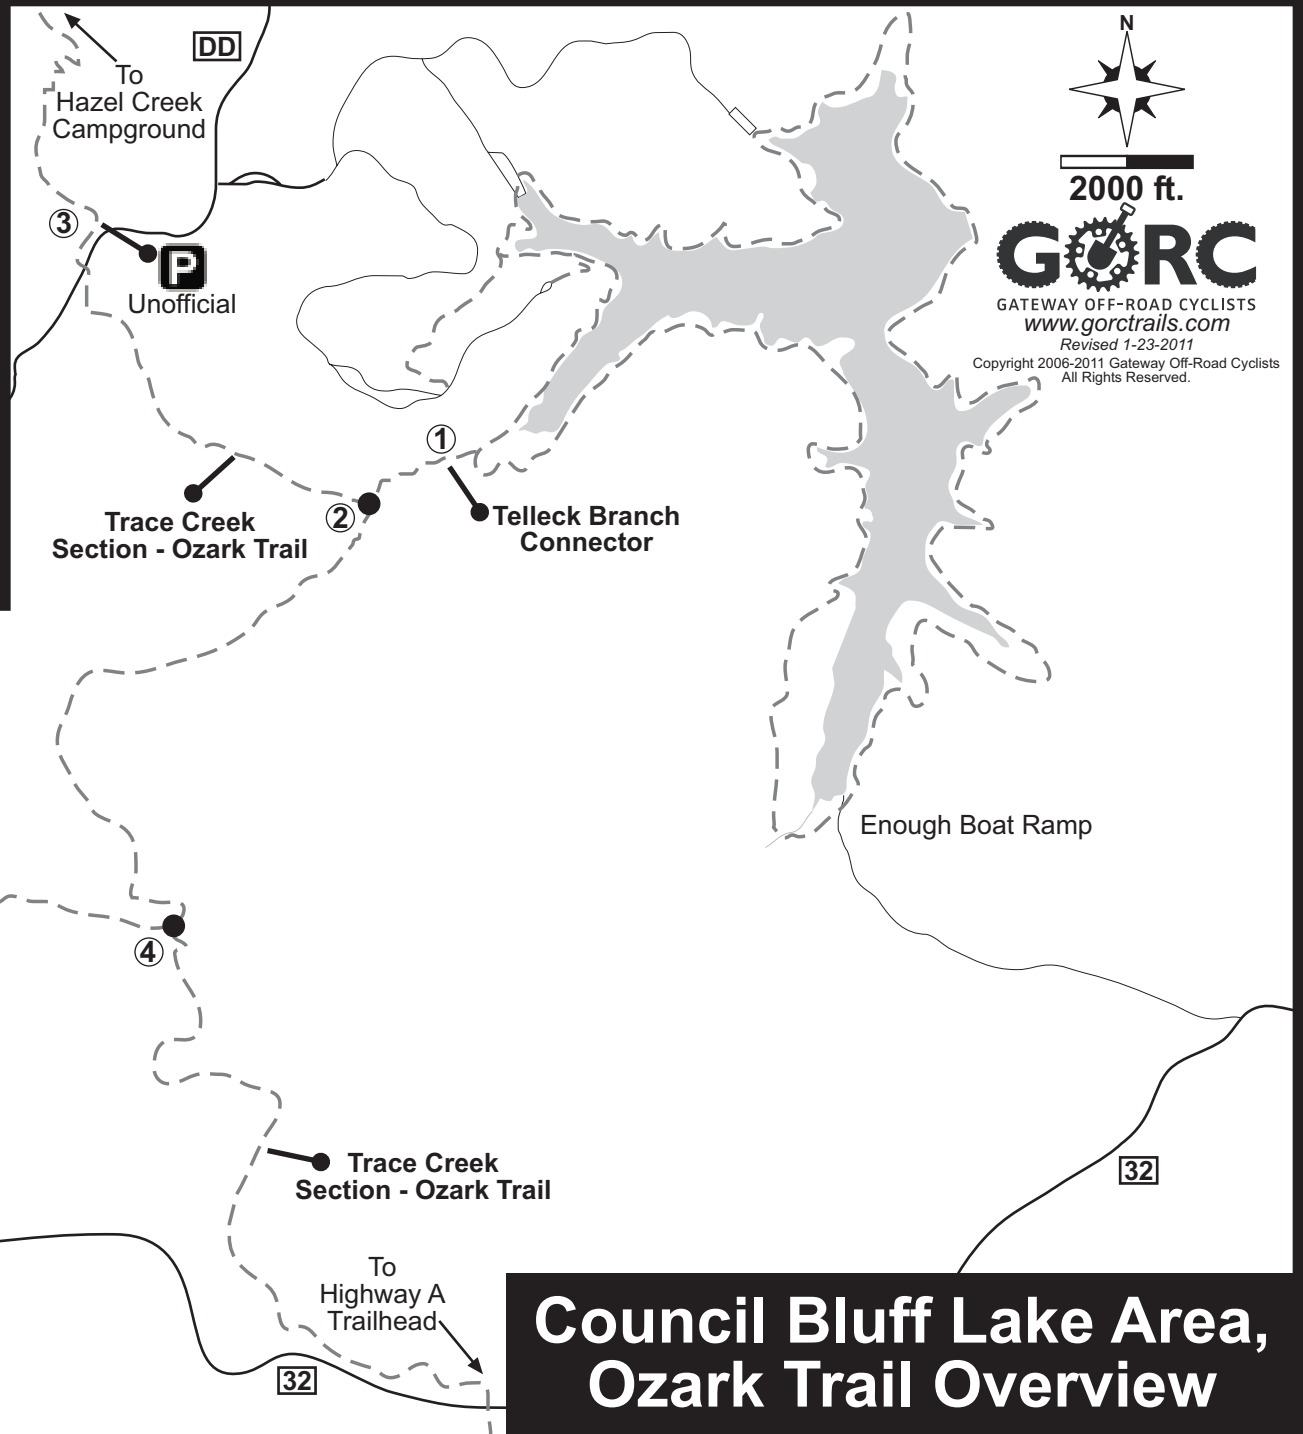 DD
To
Hazel Creek
Campground
N
2000 ft.
GORC
GATEWAY OFF-ROAD CYCLISTS
www.gorctrails.com
Revised 1-23-2011
Copyright 2006-2011 Gateway Off-Road Cyclists
All Rights Reserved.
3
P
Unofficial
1
2
Trace Creek
Section - Ozark Trail
Telleck Branch
Connector
Enough Boat Ramp
4
Trace Creek
Section - Ozark Trail
32
To
Highway A
Trailhead
32
Council Bluff Lake Area,
Ozark Trail Overview